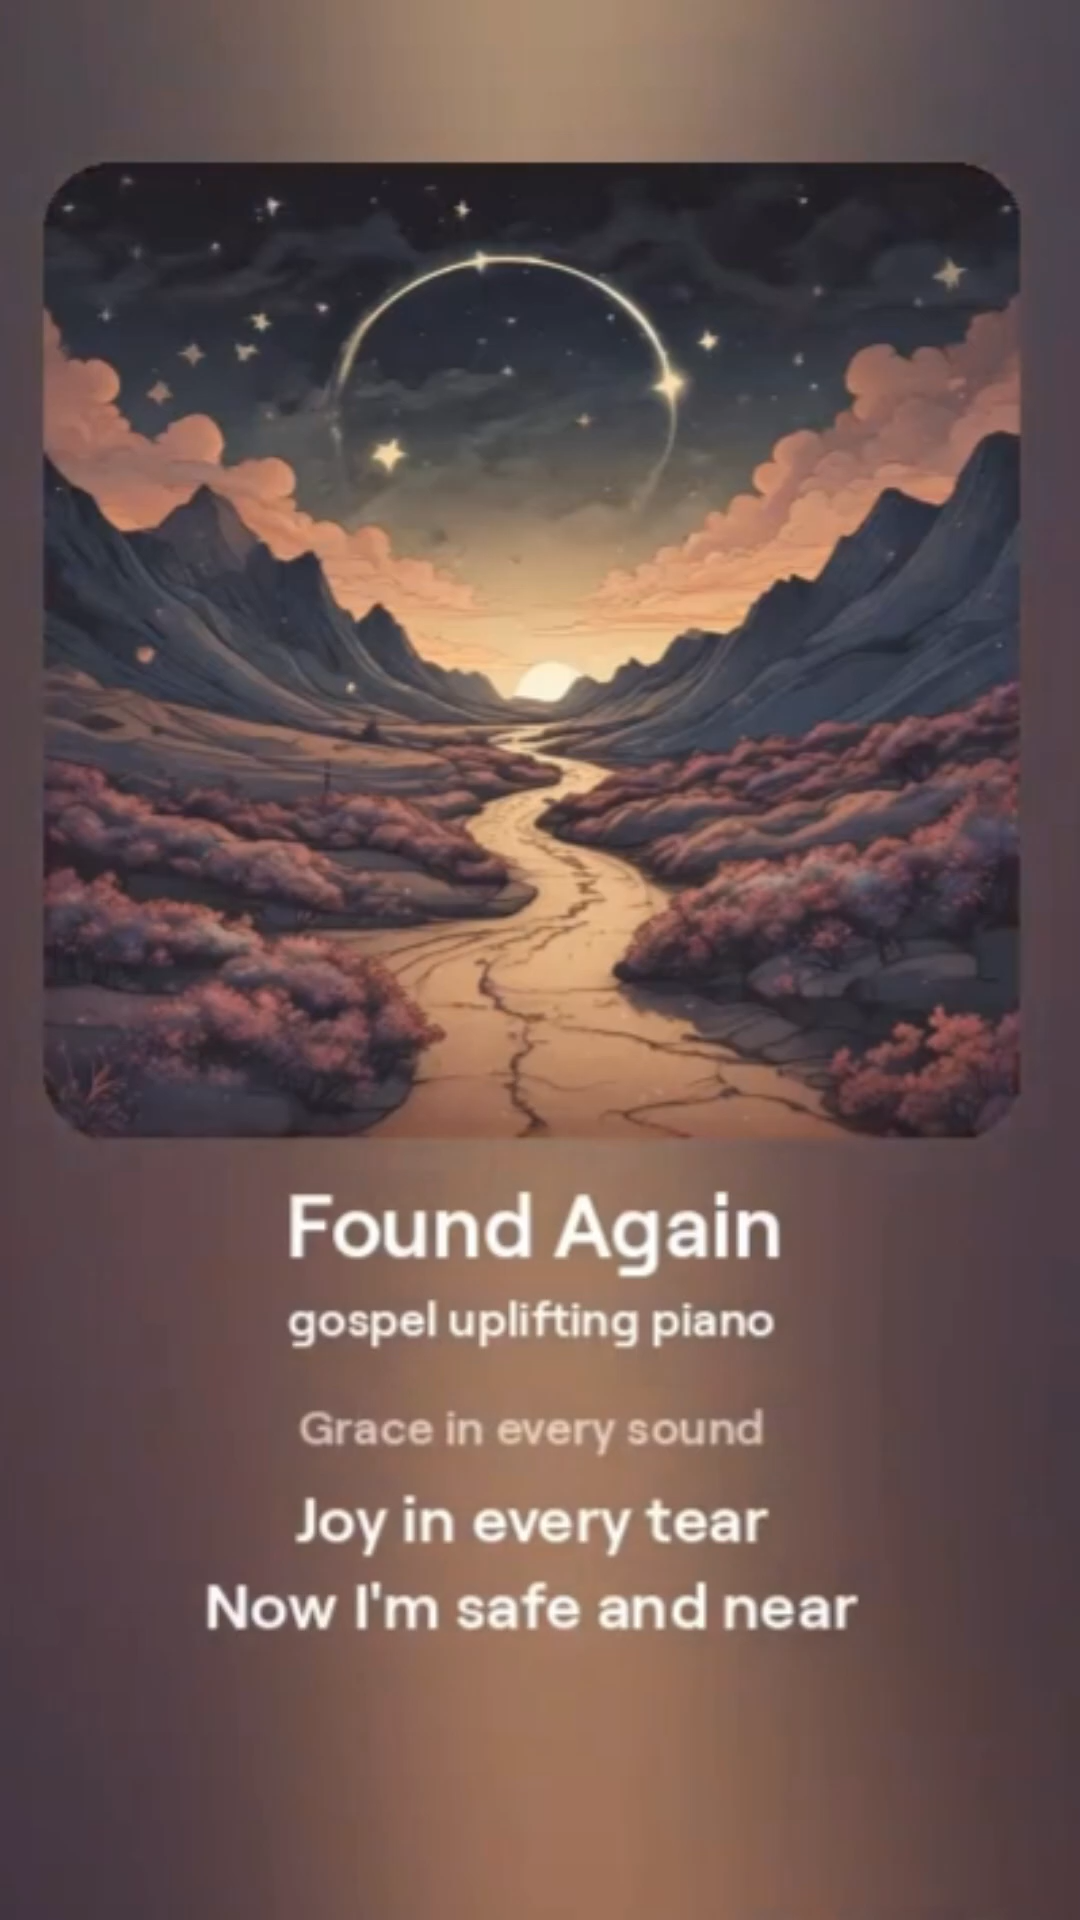 Found Again
gospel uplifting piano
Grace in every sound
Joy in every tear
Now I'm safe and near